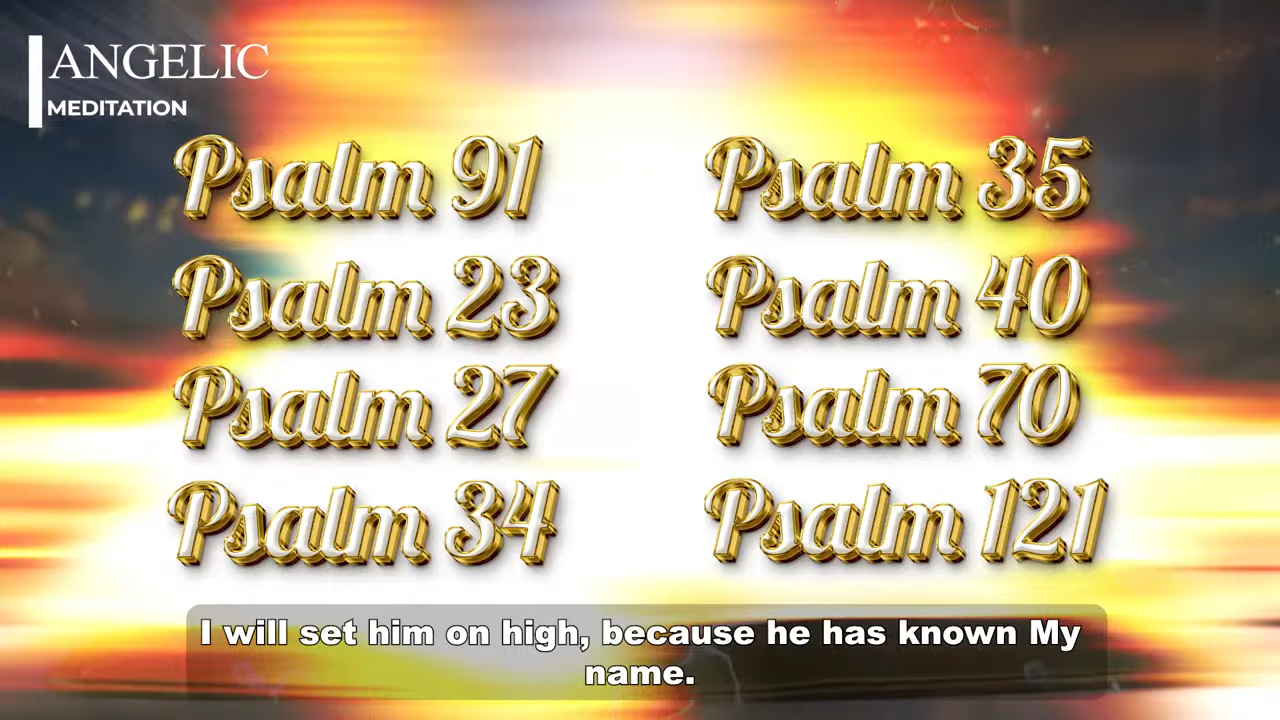 ANGELIC
MEDITATION
Psalm 91
Psalm 23
Psalm 27
Psalm 34
Psalm 35
Psalm 40
Psalm 70
Psalm 121
I will set him on high, because he has known My
name.